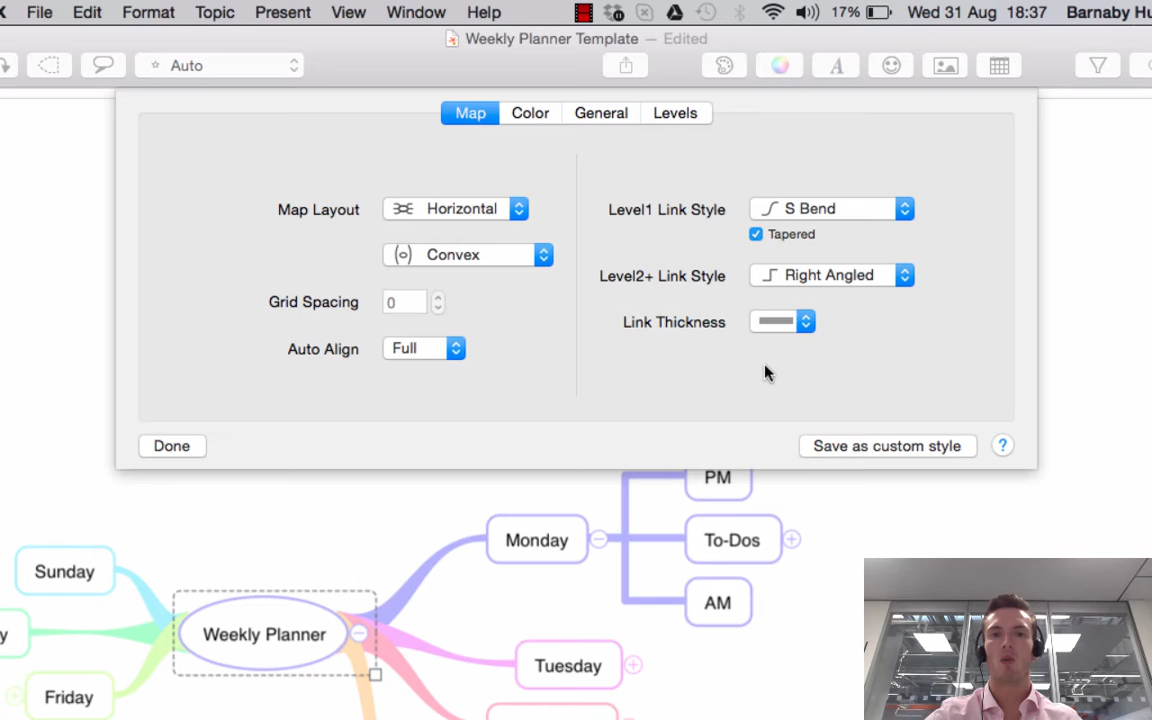 File Edit Format Topic Present View Window Help 17% Wed 31 Aug 18:37 Barnaby
Weekly Planner Template — Edited
Auto
Map Color General Levels
Map Layout Horizontal
Convex
Grid Spacing 0
Auto Align Full
Level1 Link Style S Bend
Tapered
Level2+ Link Style Right Angled
Link Thickness
Done Save as custom style ?
PM
Monday To-Dos
Sunday
AM
Weekly Planner
Tuesday
Friday